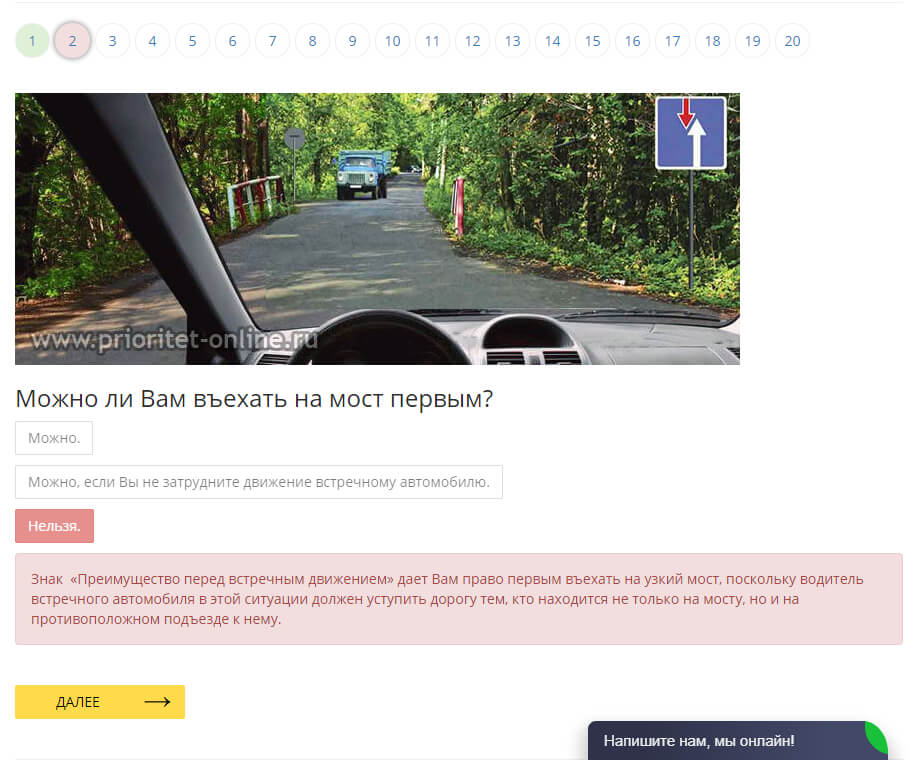 1 2 3 4 5 6 7 8 9 10 11 12 13 14 15 16 17 18 19 20
www.prioritet-online.ru
Можно ли Вам въехать на мост первым?
Можно.
Можно, если Вы не затрудните движение встречному автомобилю.
Нельзя.
Знак «Преимущество перед встречным движением» дает Вам право первым въехать на узкий мост, поскольку водитель
встречного автомобиля в этой ситуации должен уступить дорогу тем, кто находится не только на мосту, но и на
противоположном подъезде к нему.
ДАЛЕЕ
Напишите нам, мы онлайн!